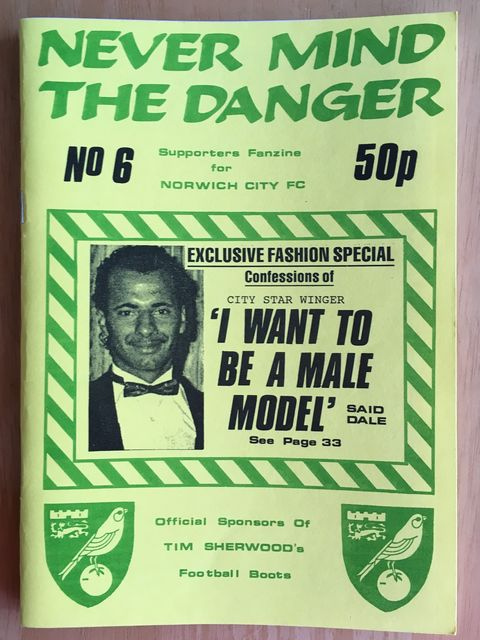 NEVER MIND
THE DANGER
No 6
Supporters Fanzine
for
NORWICH CITY FC
50p
EXCLUSIVE FASHION SPECIAL
Confessions of
CITY STAR WINGER
'I WANT TO
BE A MALE
MODEL'
SAID
DALE
See Page 33
Official Sponsors Of
TIM SHERWOOD's
Football Boots